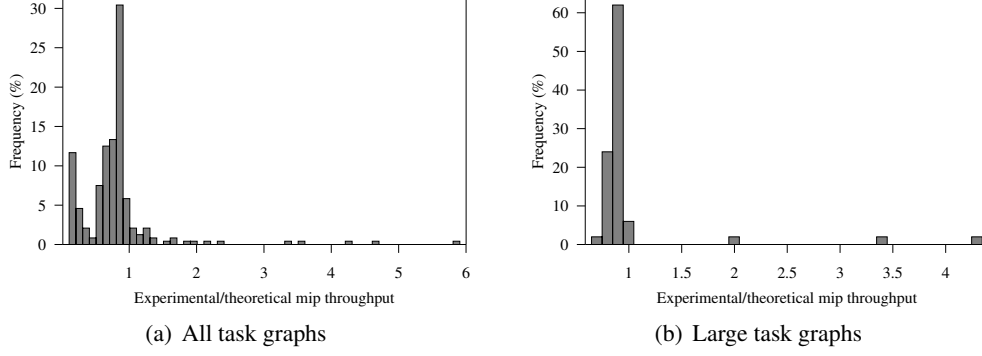 30
25
20
15
10
5
0
Frequency (%)
1 2 3 4 5 6
Experimental/theoretical mip throughput
(a) All task graphs
60
50
40
30
20
10
0
Frequency (%)
1 1.5 2 2.5 3 3.5 4
Experimental/theoretical mip throughput
(b) Large task graphs